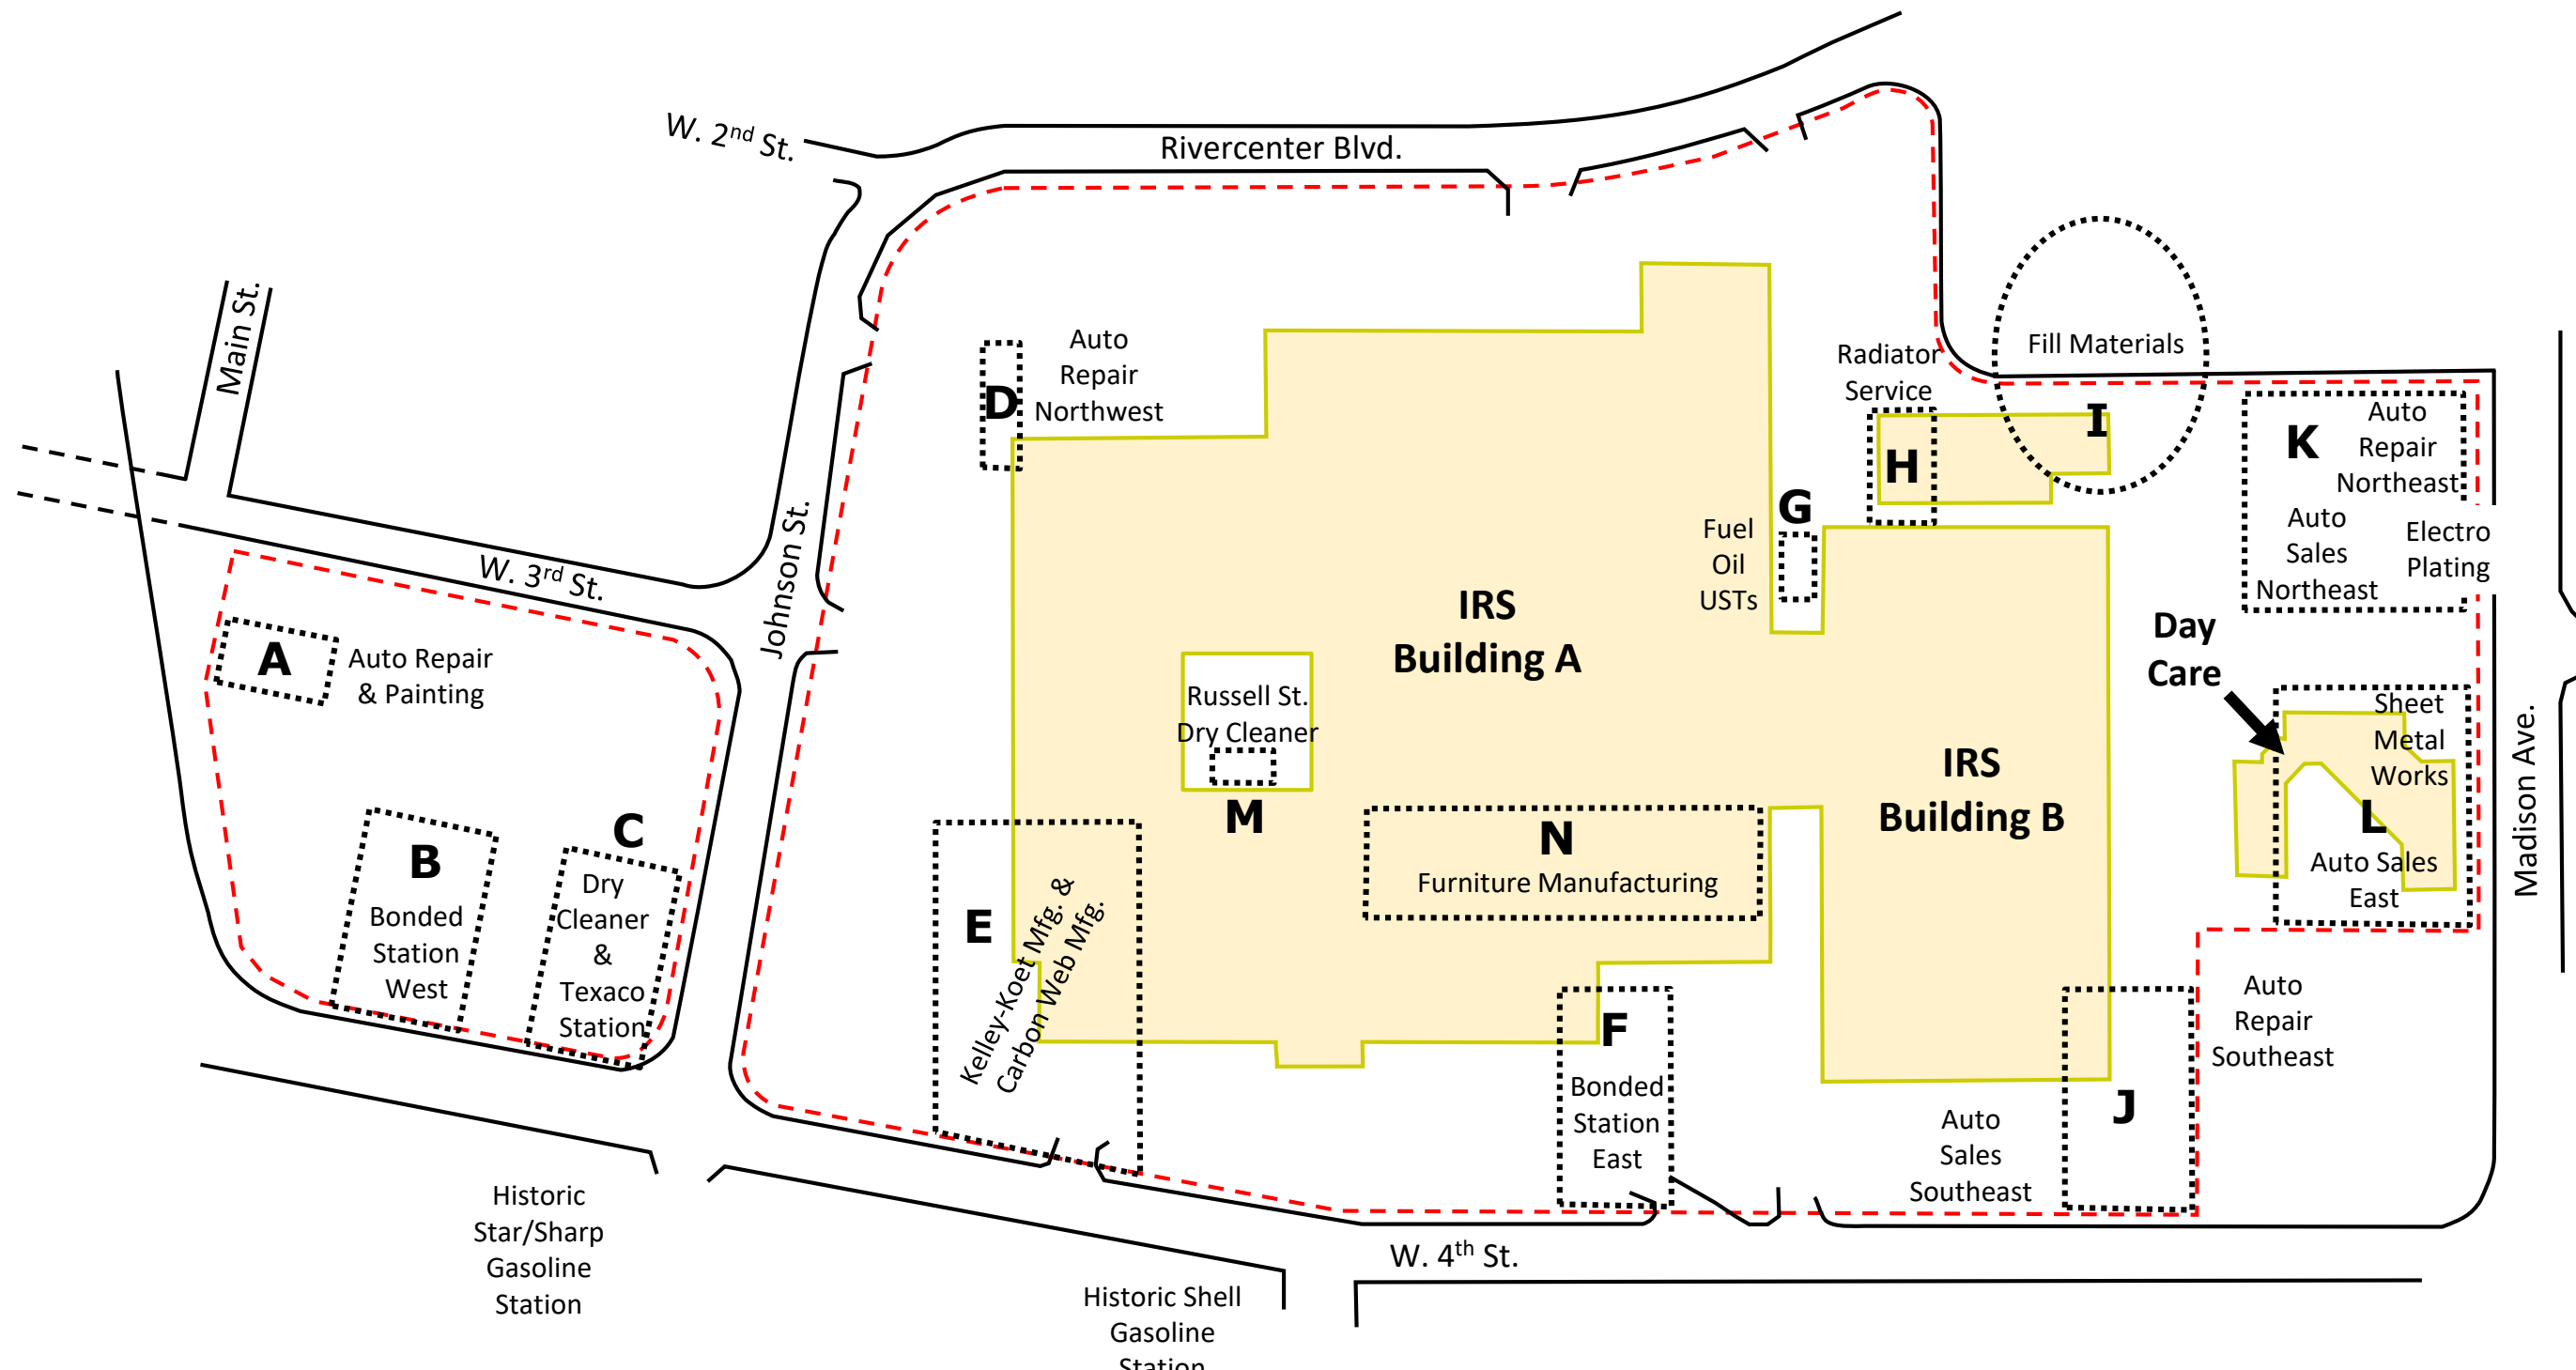 W. 2nd St.
Rivercenter Blvd.
Main St.
W. 3rd St.
Johnson St.
A
Auto Repair
& Painting
B
Bonded
Station
West
C
Dry
Cleaner
&
Texaco
Station
D
Auto
Repair
Northwest
Radiator
Service
H
Fill Materials
I
K
Auto
Repair
Northeast
Auto
Sales
Northeast
Electro
Plating
G
Fuel
Oil
USTs
IRS
Building A
Russell St.
Dry Cleaner
M
IRS
Building B
Day
Care
Sheet
Metal
Works
L
Auto Sales
East
Madison Ave.
E
Kelley-Koet Mfg. &
Carbon Web Mfg.
N
Furniture Manufacturing
F
Bonded
Station
East
Auto
Sales
Southeast
J
Auto
Repair
Southeast
Historic
Star/Sharp
Gasoline
Station
W. 4th St.
Historic Shell
Gasoline
Station